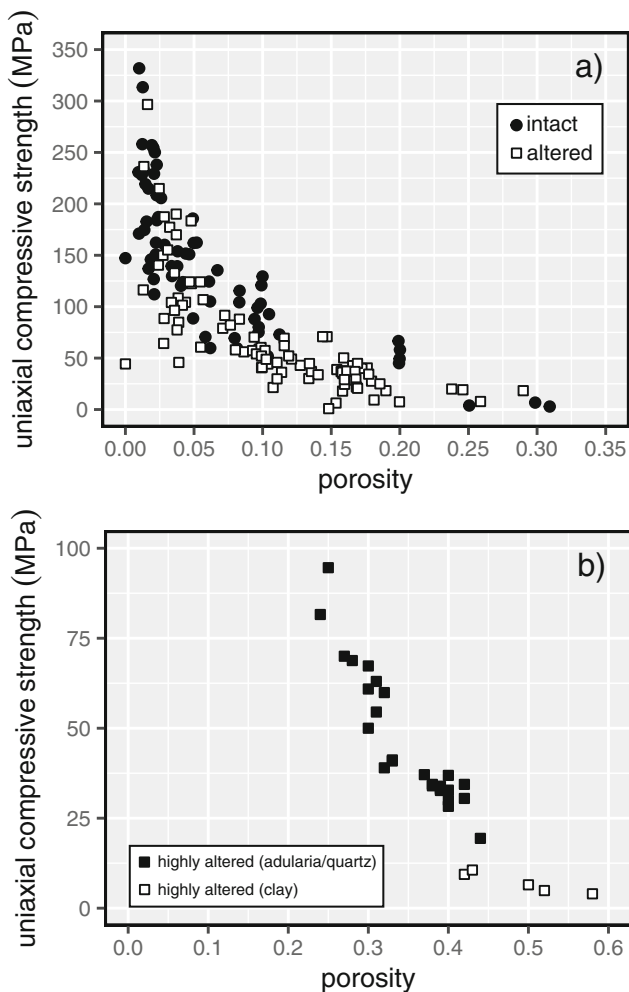 uniaxial compressive strength (MPa)
350
300
250
200
150
100
50
0
a)
intact
altered
0.00 0.05 0.10 0.15 0.20 0.25 0.30 0.35
porosity
uniaxial compressive strength (MPa)
100
75
50
25
0
b)
highly altered (adularia/quartz)
highly altered (clay)
0.0 0.1 0.2 0.3 0.4 0.5 0.6
porosity